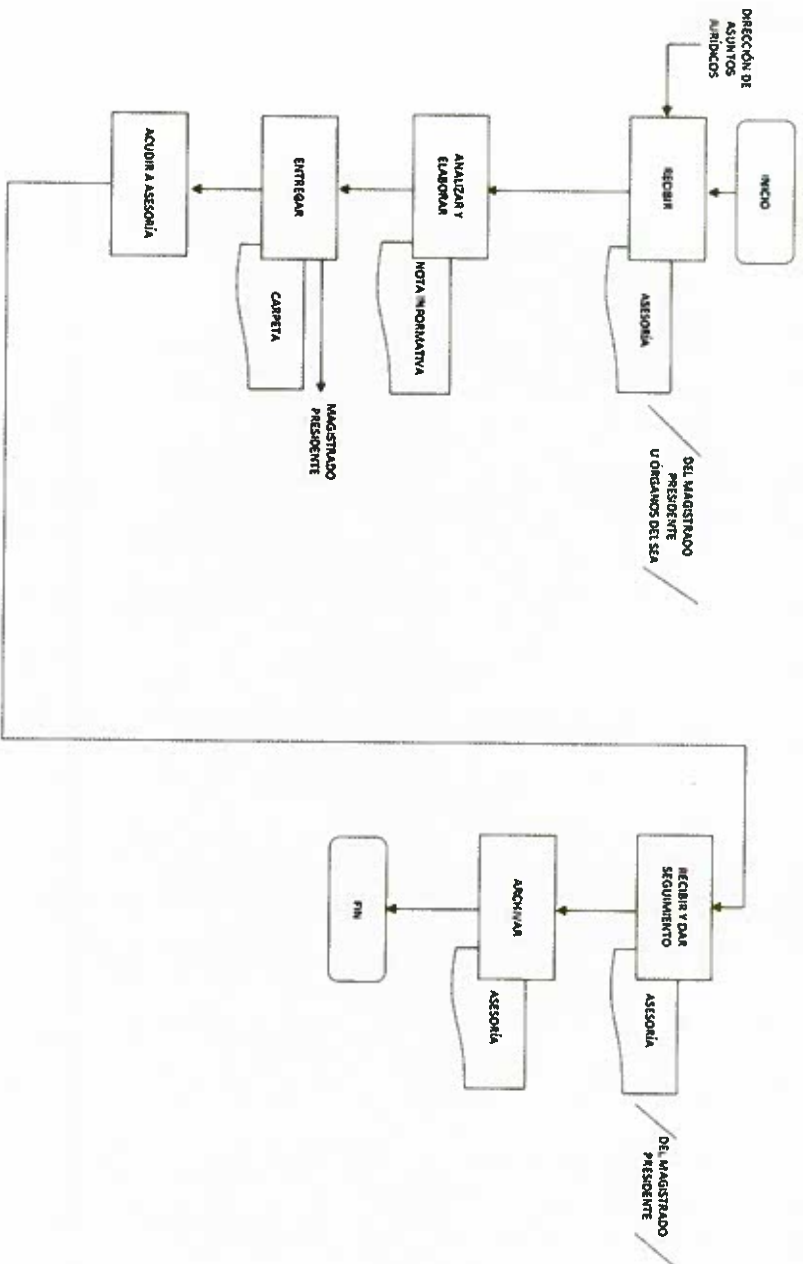 INICIO
DIRECCIÓN DE
ASUNTOS
JURÍDICOS
RECIBIR
ASESORÍA
DEL MAGISTRADO
PRESIDENTE
U ÓRGANOS DEL SEA
ANALIZAR Y
ELABORAR
NOTA INFORMATIVA
ENTREGAR
CARPETA
MAGISTRADO
PRESIDENTE
ACUDIR A ASESORÍA
RECIBIR Y DAR
SEGUIMIENTO
ASESORÍA
DEL MAGISTRADO
PRESIDENTE
ARCHIVAR
ASESORÍA
FIN